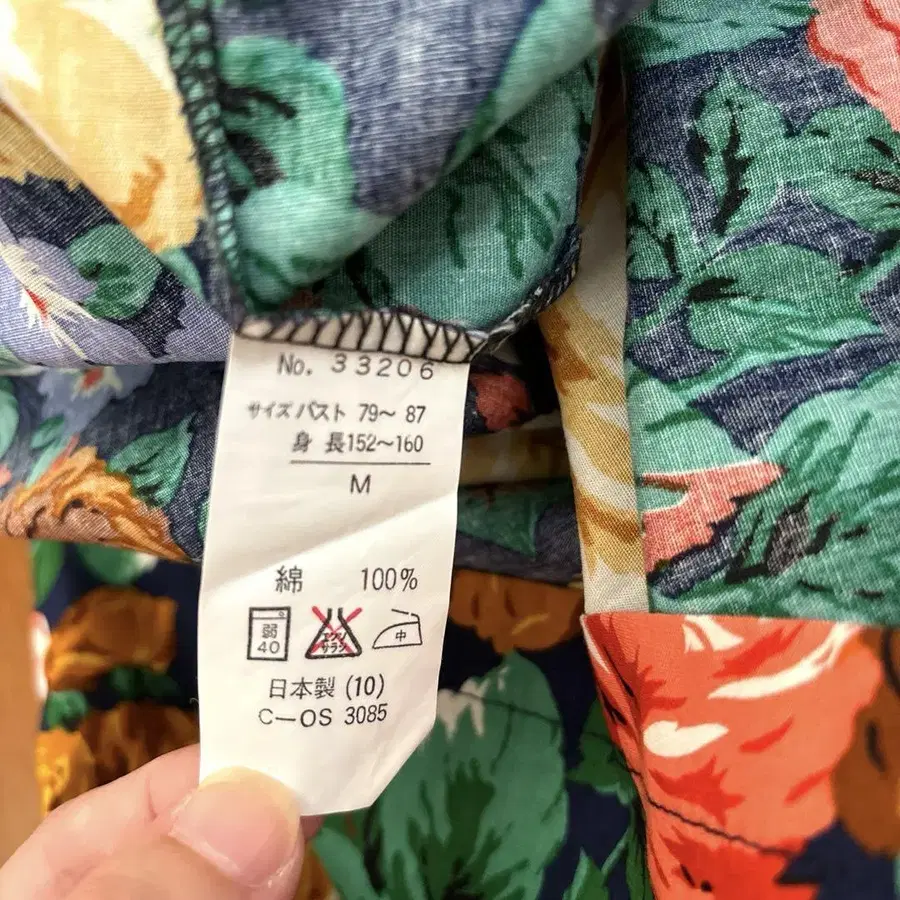 No. 33206
サイズ バスト 79～ 87
身 長152～160
M
綿 100%
弱
40
エンソ
サラシ
中
日本製 (10)
C－OS 3085